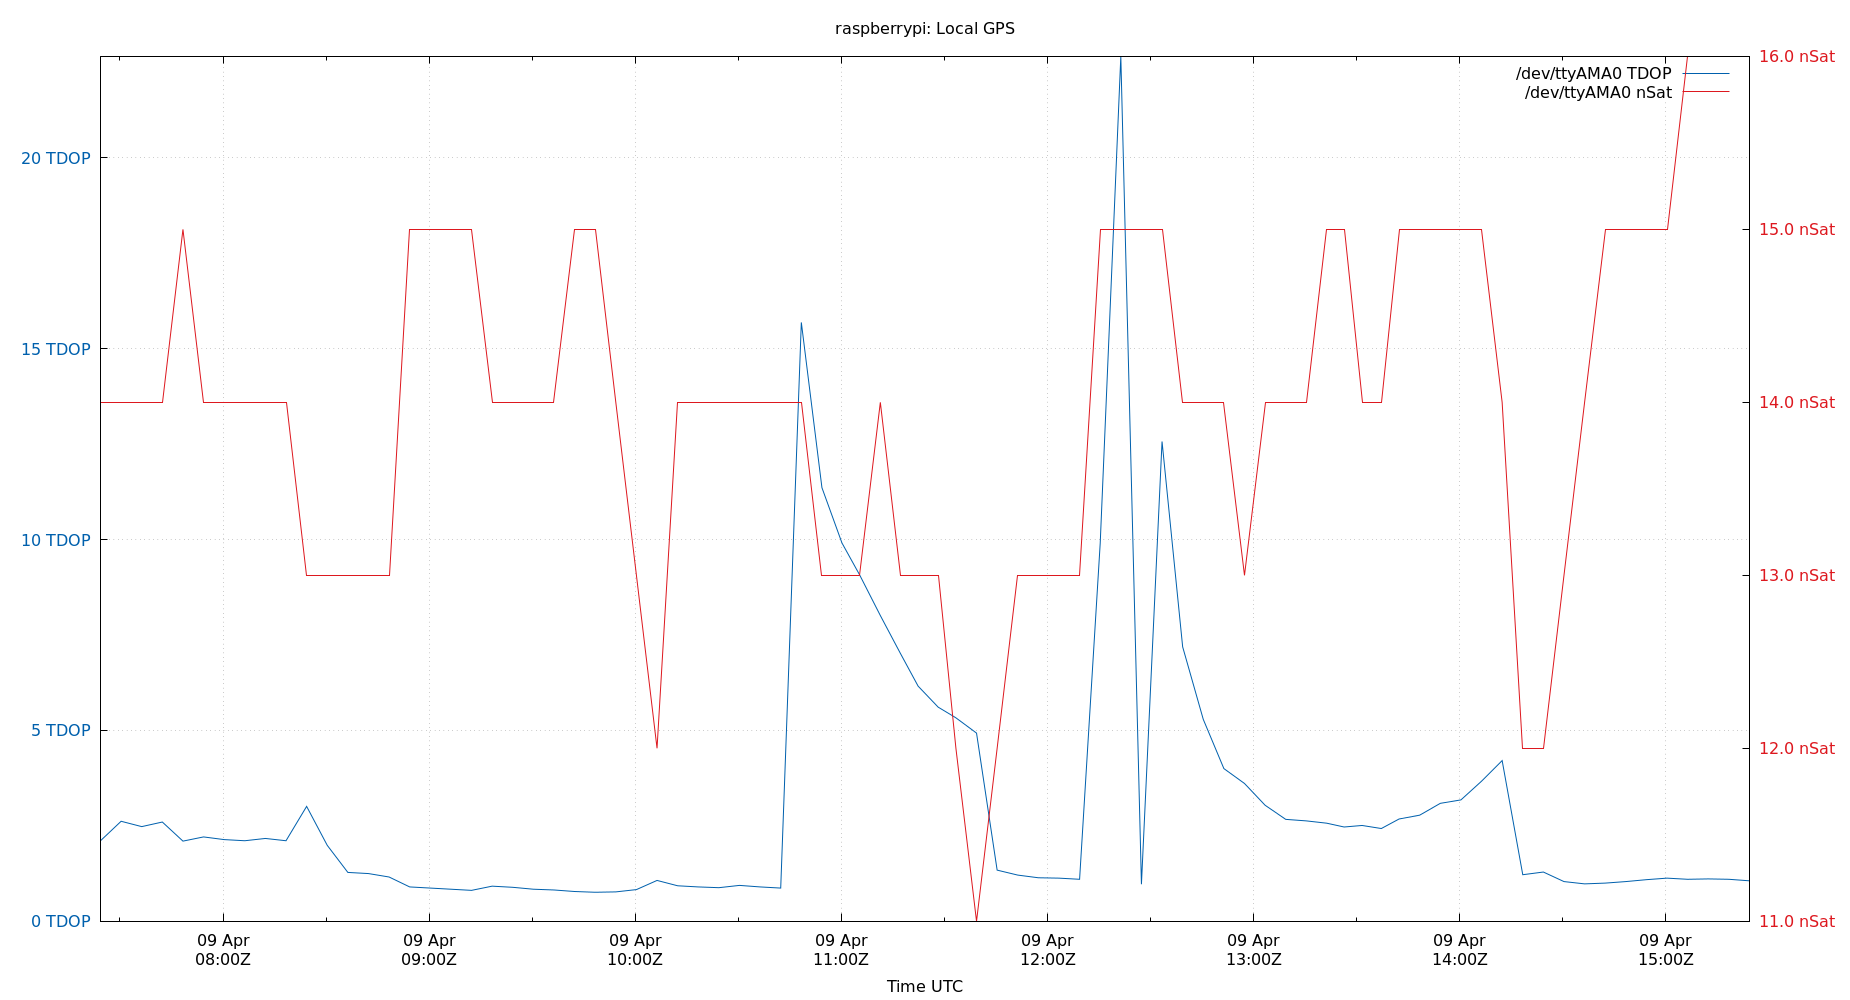 raspberrypi: Local GPS
16.0 nSat
/dev/ttyAMA0 TDOP
/dev/ttyAMA0 nSat
20 TDOP
15.0 nSat
15 TDOP
14.0 nSat
10 TDOP
13.0 nSat
5 TDOP
12.0 nSat
0 TDOP
11.0 nSat
09 Apr 09 Apr 09 Apr 09 Apr 09 Apr 09 Apr 09 Apr 09 Apr
08:00Z 09:00Z 10:00Z 11:00Z 12:00Z 13:00Z 14:00Z 15:00Z
Time UTC